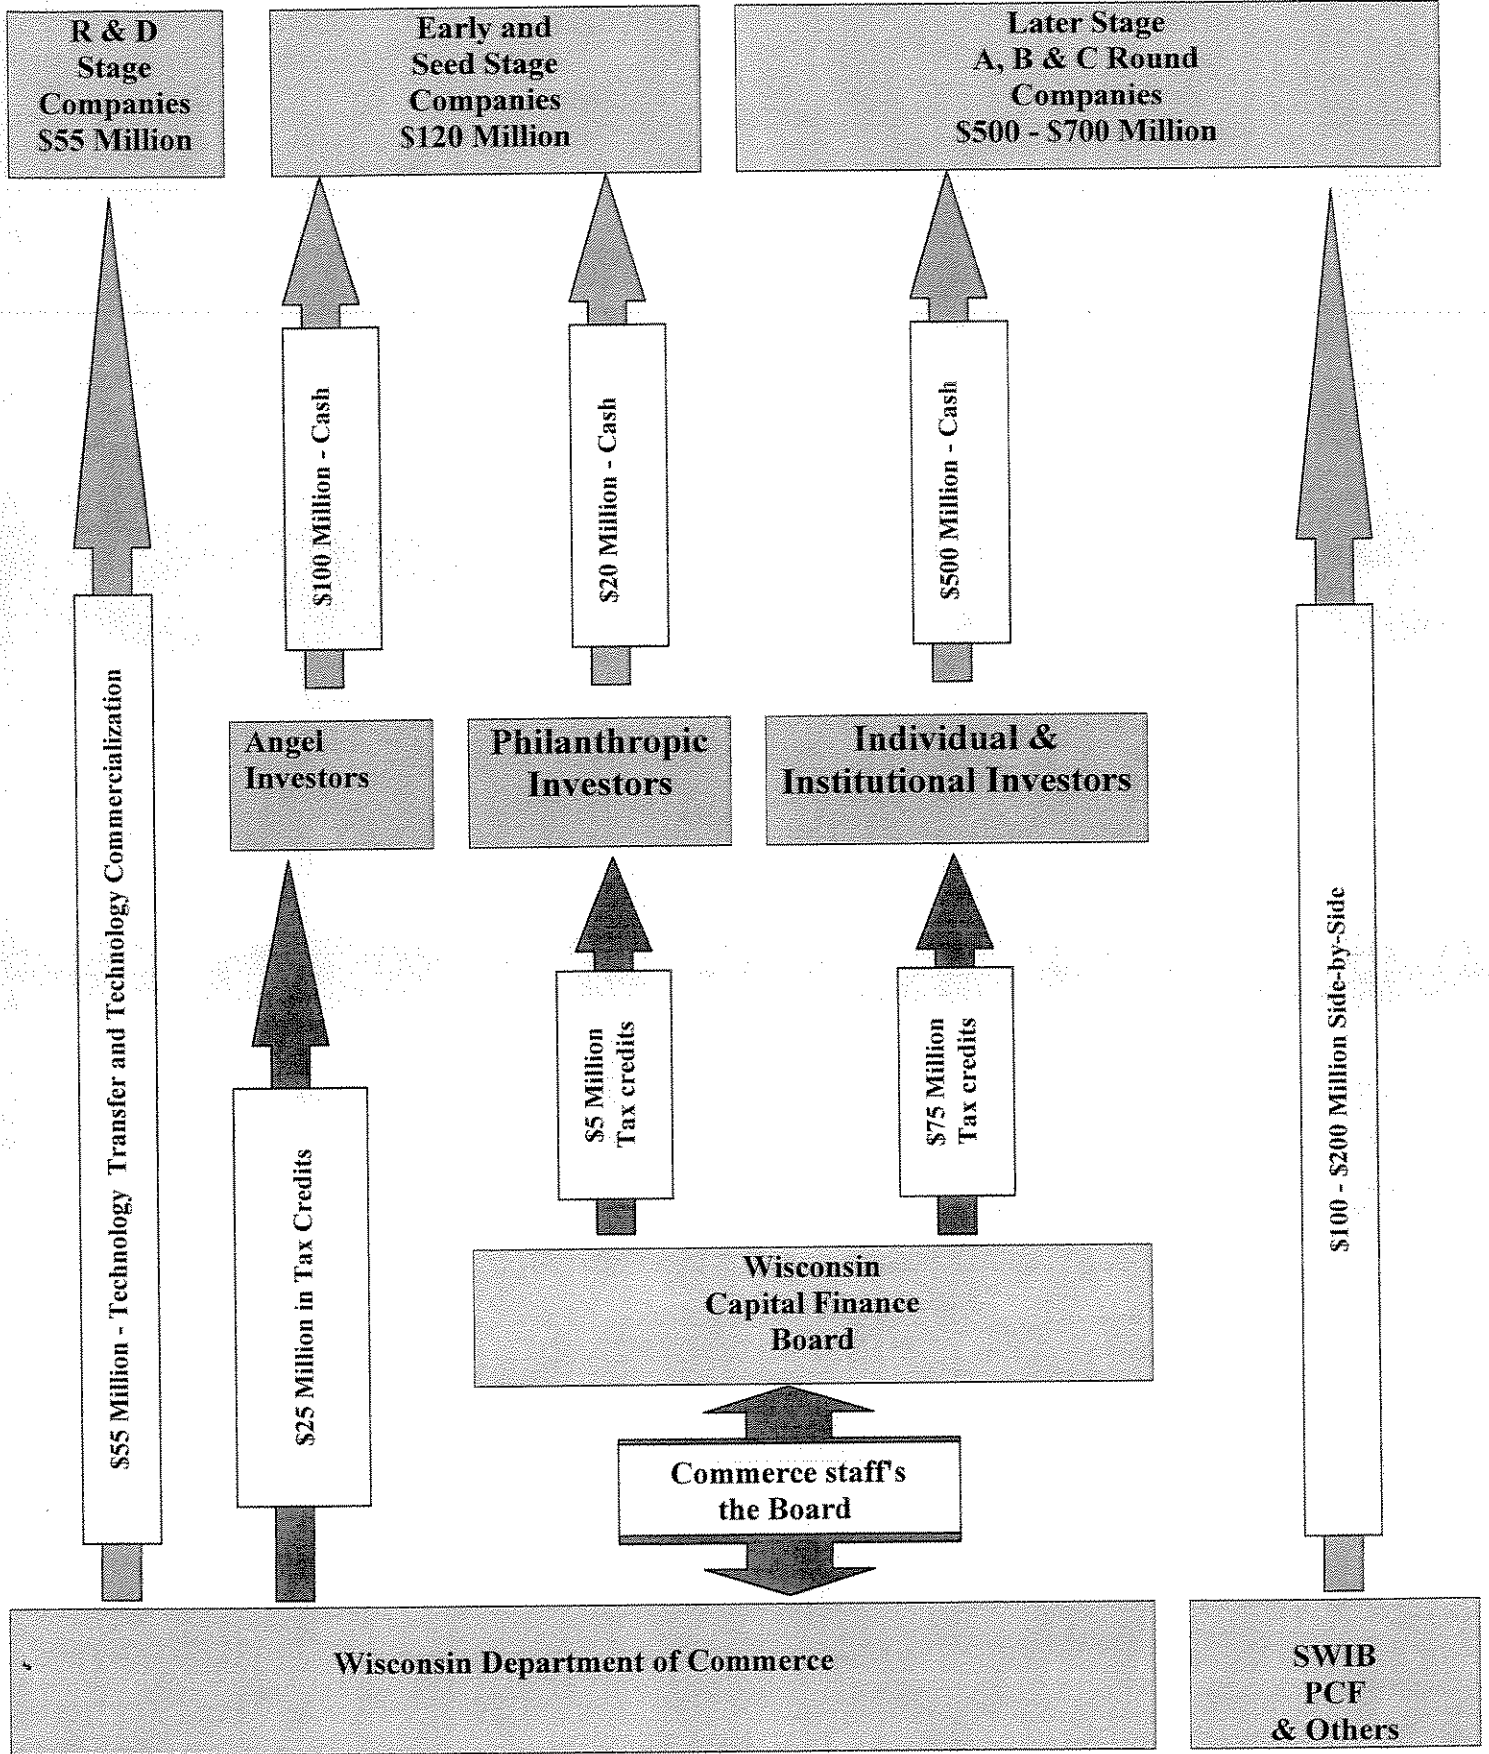 R & D
Stage
Companies
$55 Million
Early and
Seed Stage
Companies
$120 Million
Later Stage
A, B & C Round
Companies
$500 - $700 Million
$100 Million - Cash
$20 Million - Cash
$500 Million - Cash
Angel
Investors
Philanthropic
Investors
Individual &
Institutional Investors
$55 Million - Technology Transfer and Technology Commercialization
$25 Million in Tax Credits
$5 Million
Tax credits
$75 Million
Tax credits
$100 - $200 Million Side-by-Side
Wisconsin
Capital Finance
Board
Commerce staff's
the Board
Wisconsin Department of Commerce
SWIB
PCF
& Others